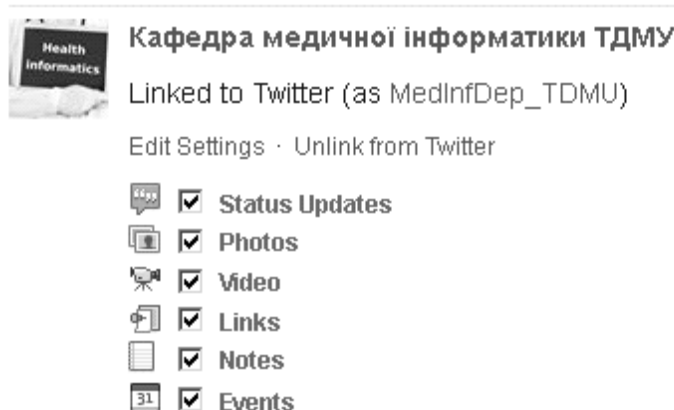 Health
informatics
Кафедра медичної інформатики ТДМУ
Linked to Twitter (as MedInfDep_TDMU)
Edit Settings · Unlink from Twitter
Status Updates
Photos
Video
Links
Notes
31 Events